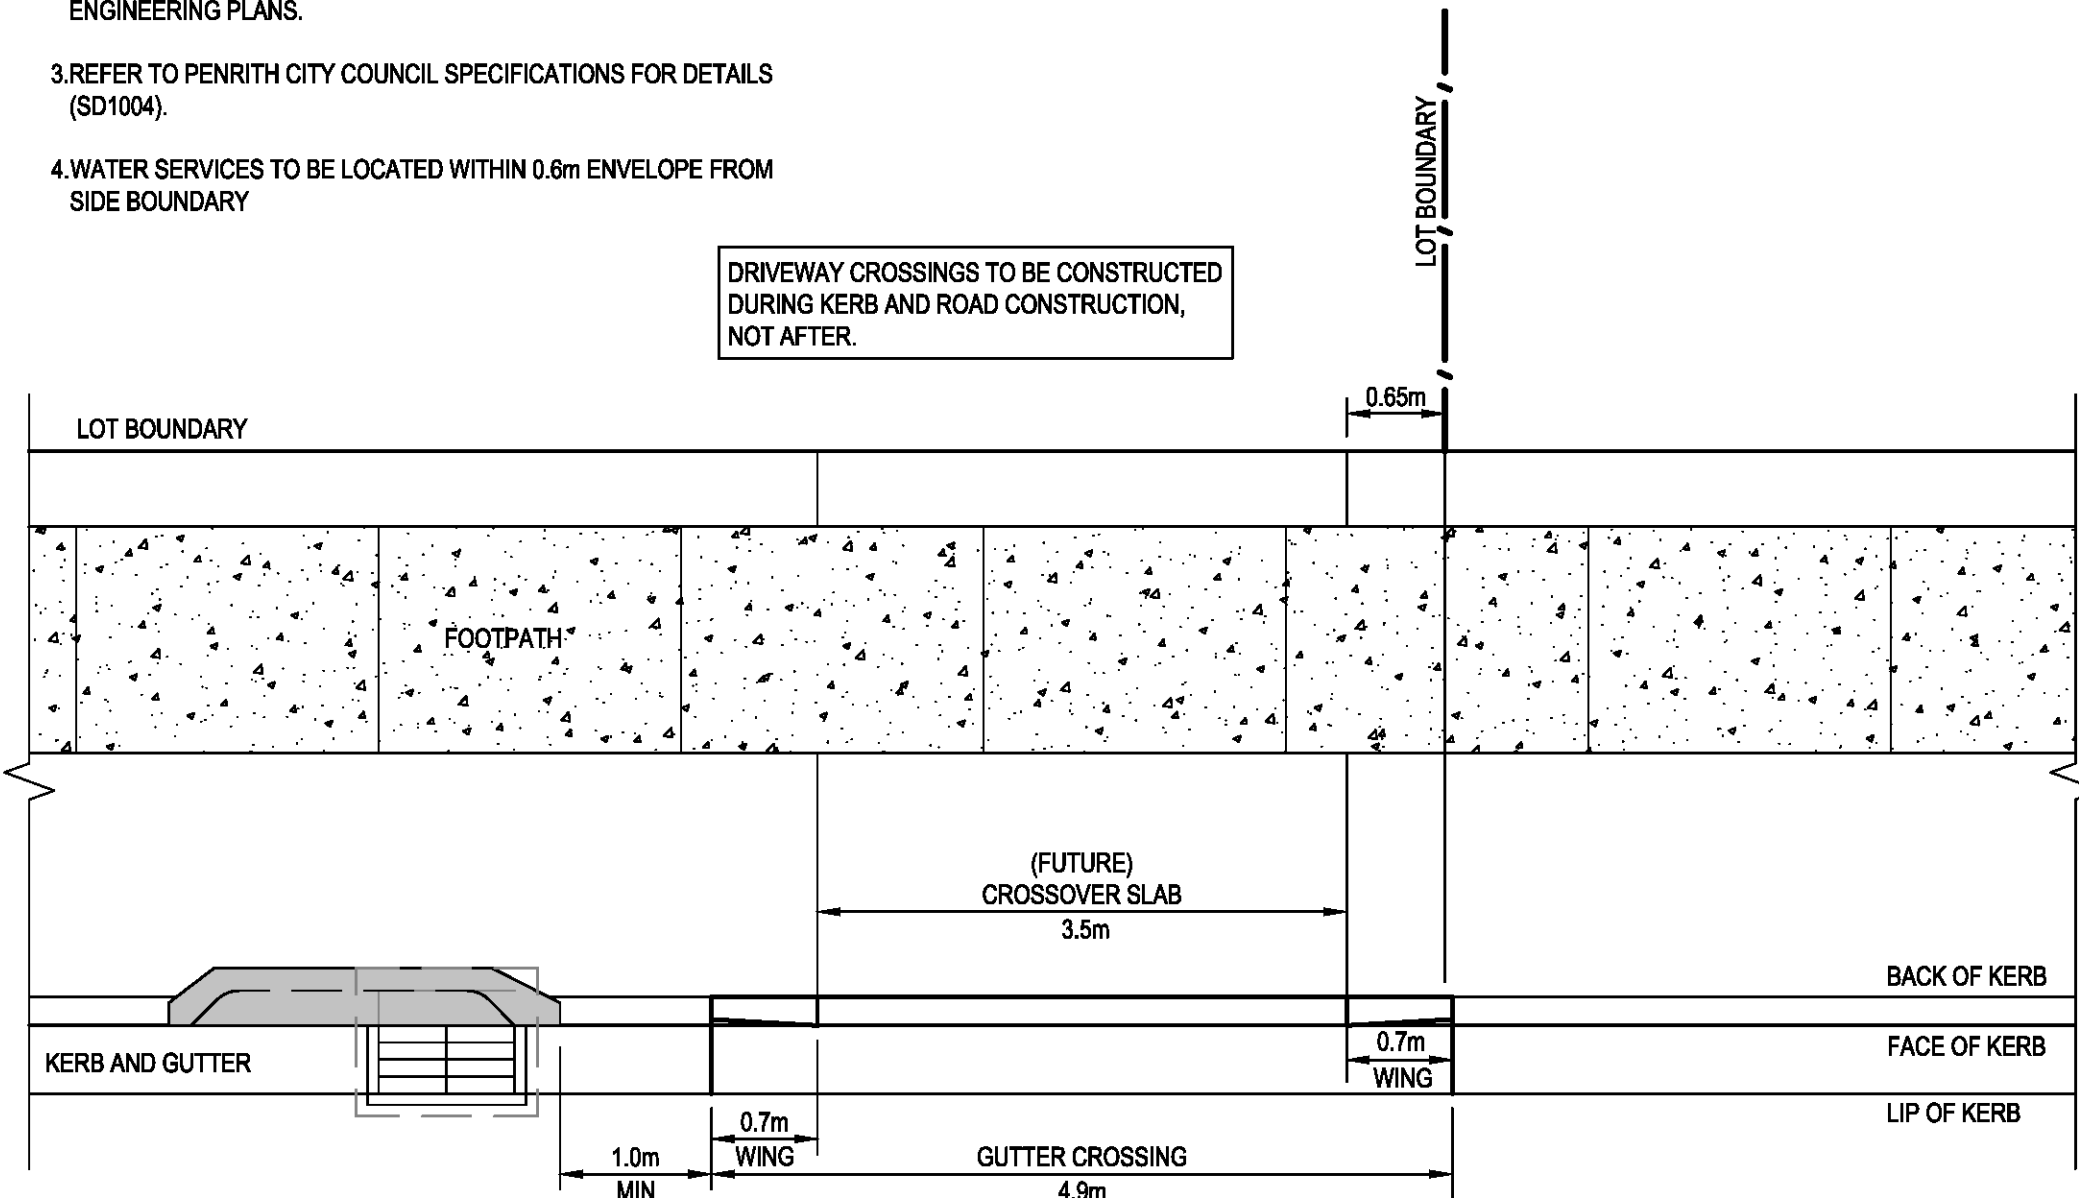 ENGINEERING PLANS.
3.REFER TO PENRITH CITY COUNCIL SPECIFICATIONS FOR DETAILS
(SD1004).
4.WATER SERVICES TO BE LOCATED WITHIN 0.6m ENVELOPE FROM
SIDE BOUNDARY
LOT BOUNDARY
DRIVEWAY CROSSINGS TO BE CONSTRUCTED
DURING KERB AND ROAD CONSTRUCTION,
NOT AFTER.
0.65m
LOT BOUNDARY
FOOTPATH
(FUTURE)
CROSSOVER SLAB
3.5m
BACK OF KERB
KERB AND GUTTER
0.7m
WING
FACE OF KERB
LIP OF KERB
0.7m
WING
1.0m
MIN
GUTTER CROSSING
4.9m